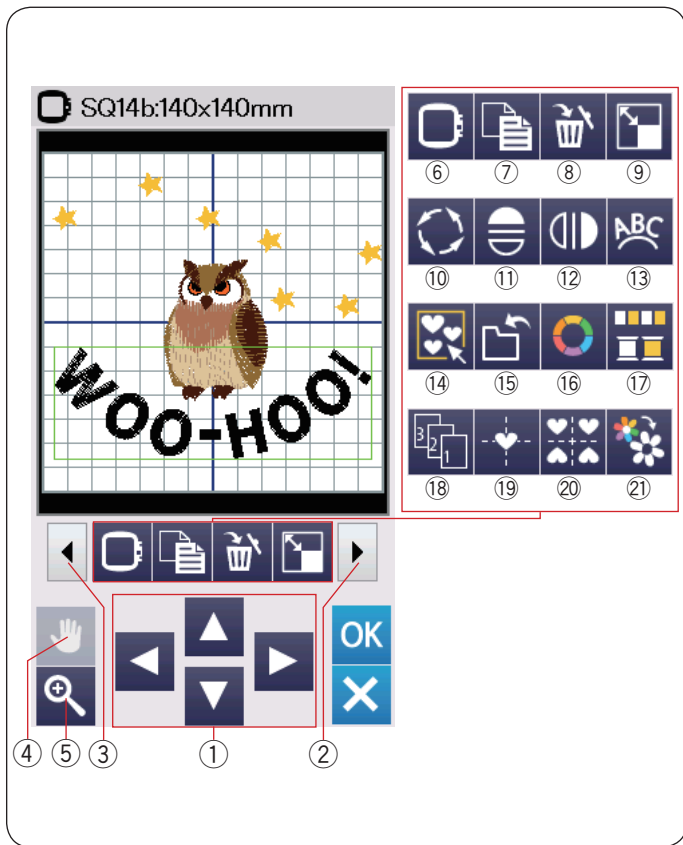 SQ14b:140x140mm
⑥ ⑦ ⑧ ⑨
ABC
⑩ ⑪ ⑫ ⑬
WOO-HOO!
⑭ ⑮ ⑯ ⑰
3 2 1
⑱ ⑲ ⑳ ㉑
OK
④ ⑤ ③ ① ②